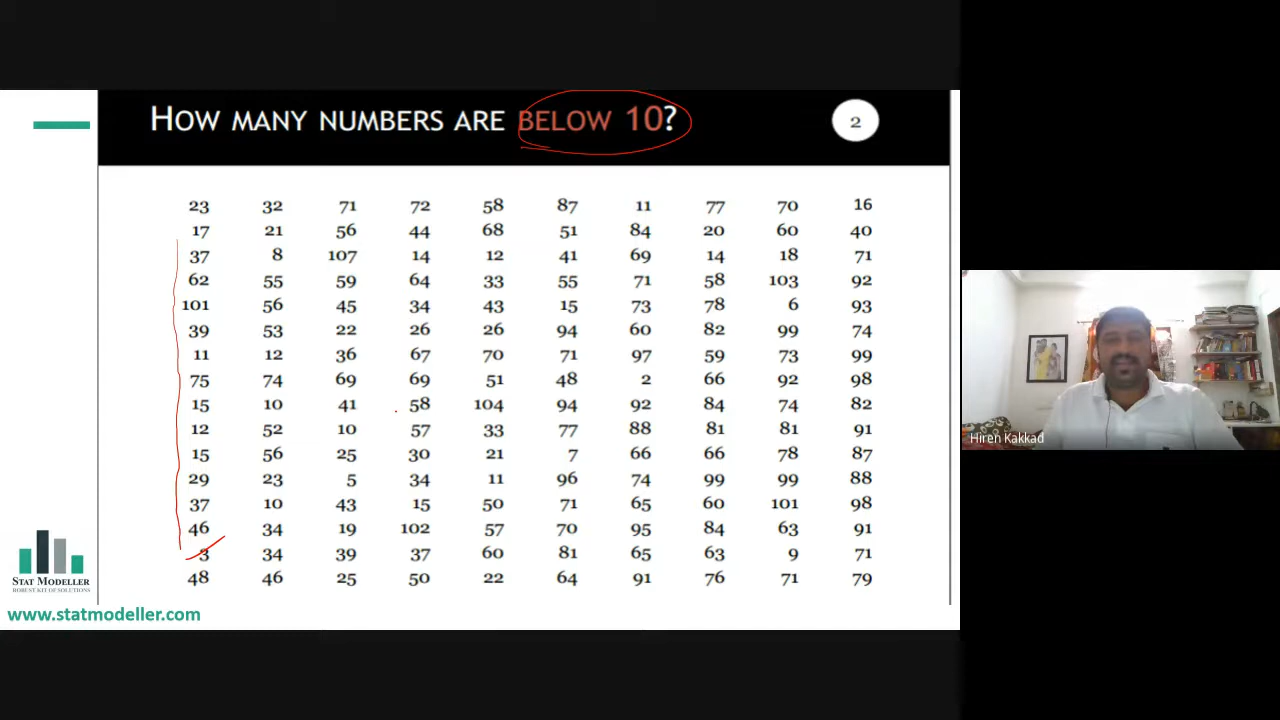 HOW MANY NUMBERS ARE BELOW 10?
2
23 32 71 72 58 87 11 77 70 16
17 21 56 44 68 51 84 20 60 40
37 8 107 14 12 41 69 14 18 71
62 55 59 64 33 55 71 58 103 92
101 56 45 34 43 15 73 78 6 93
39 53 22 26 26 94 60 82 99 74
11 12 36 67 70 71 97 59 73 99
75 74 69 69 51 48 2 66 92 98
15 10 41 58 104 94 92 84 74 82
12 52 10 57 33 77 88 81 81 91
15 56 25 30 21 7 66 66 78 87
29 23 5 34 11 96 74 99 99 88
37 10 43 15 50 71 65 60 101 98
46 34 19 102 57 70 95 84 63 91
3 34 39 37 60 81 65 63 9 71
48 46 25 50 22 64 91 76 71 79
STAT MODELLER
ROBUST KIT OF SOLUTIONS
www.statmodeller.com
Hiren Kakkad